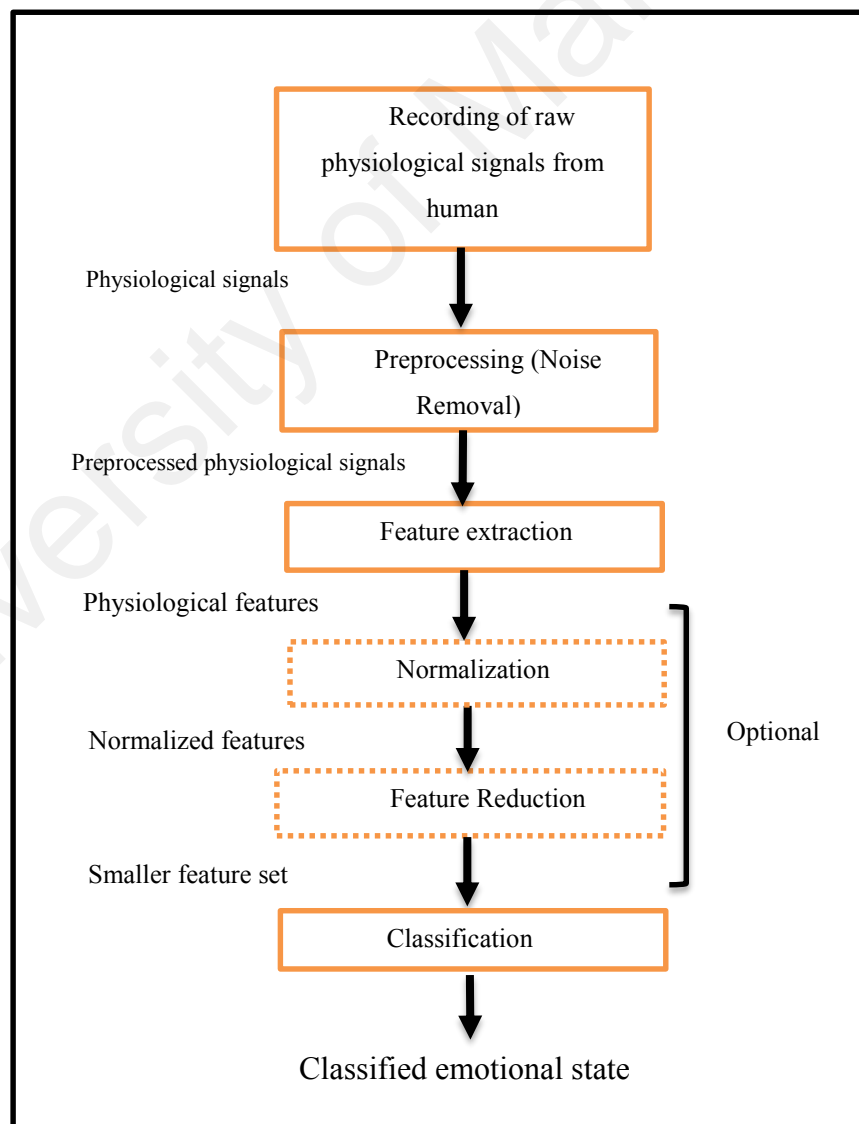 Recording of raw
physiological signals from
human
Physiological signals
Preprocessing (Noise
Removal)
Preprocessed physiological signals
Feature extraction
Physiological features
Normalization
Normalized features
Optional
Feature Reduction
Smaller feature set
Classification
Classified emotional state